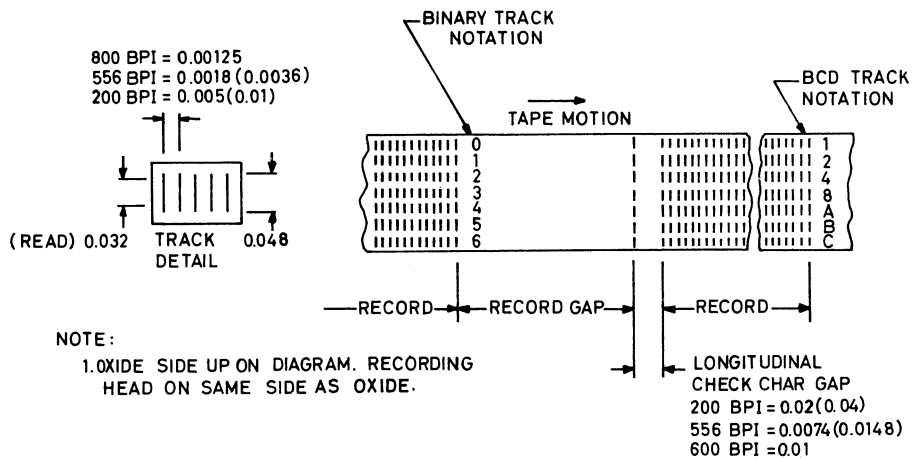 BINARY TRACK
NOTATION
800 BPI = 0.00125
556 BPI = 0.0018 (0.0036)
200 BPI = 0.005 (0.01)
BCD TRACK
NOTATION
TAPE MOTION
0
1
2
3
4
5
6
1
2
4
8
A
B
C
(READ) 0.032
TRACK
DETAIL
0.048
RECORD
RECORD GAP
RECORD
NOTE:
1. OXIDE SIDE UP ON DIAGRAM. RECORDING
HEAD ON SAME SIDE AS OXIDE.
LONGITUDINAL
CHECK CHAR GAP
200 BPI = 0.02 (0.04)
556 BPI = 0.0074 (0.0148)
600 BPI = 0.01